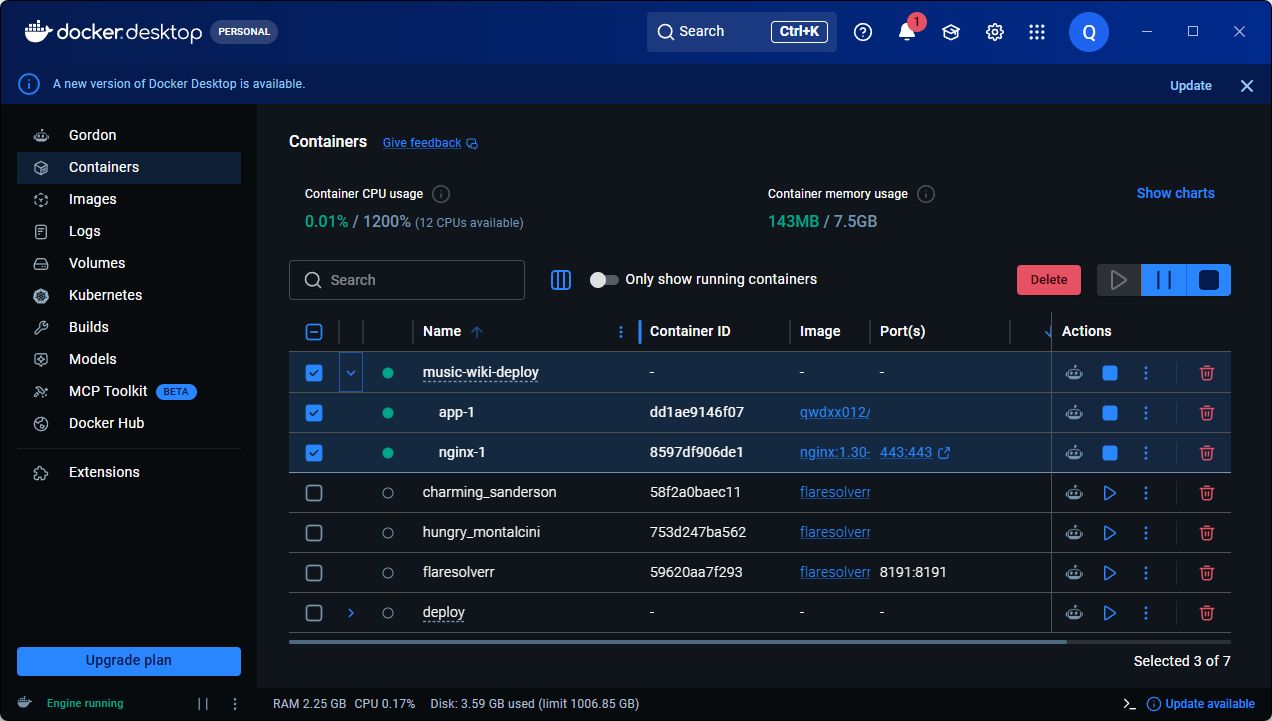 docker desktop PERSONAL
Search Ctrl+K
1
Q
A new version of Docker Desktop is available.
Update
Gordon
Containers
Images
Logs
Volumes
Kubernetes
Builds
Models
MCP Toolkit BETA
Docker Hub
Extensions
Upgrade plan
Containers Give feedback
Container CPU usage
0.01% / 1200% (12 CPUs available)
Container memory usage
143MB / 7.5GB
Show charts
Search
Only show running containers
Delete
Name Container ID Image Port(s) Actions
music-wiki-deploy - - -
app-1 dd1ae9146f07 qwdxx012/
nginx-1 8597df906de1 nginx:1.30- 443:443
charming_sanderson 58f2a0baec11 flaresolverr
hungry_montalcini 753d247ba562 flaresolverr
flaresolverr 59620aa7f293 flaresolverr 8191:8191
deploy - - -
Selected 3 of 7
Engine running
RAM 2.25 GB CPU 0.17% Disk: 3.59 GB used (limit 1006.85 GB)
Update available